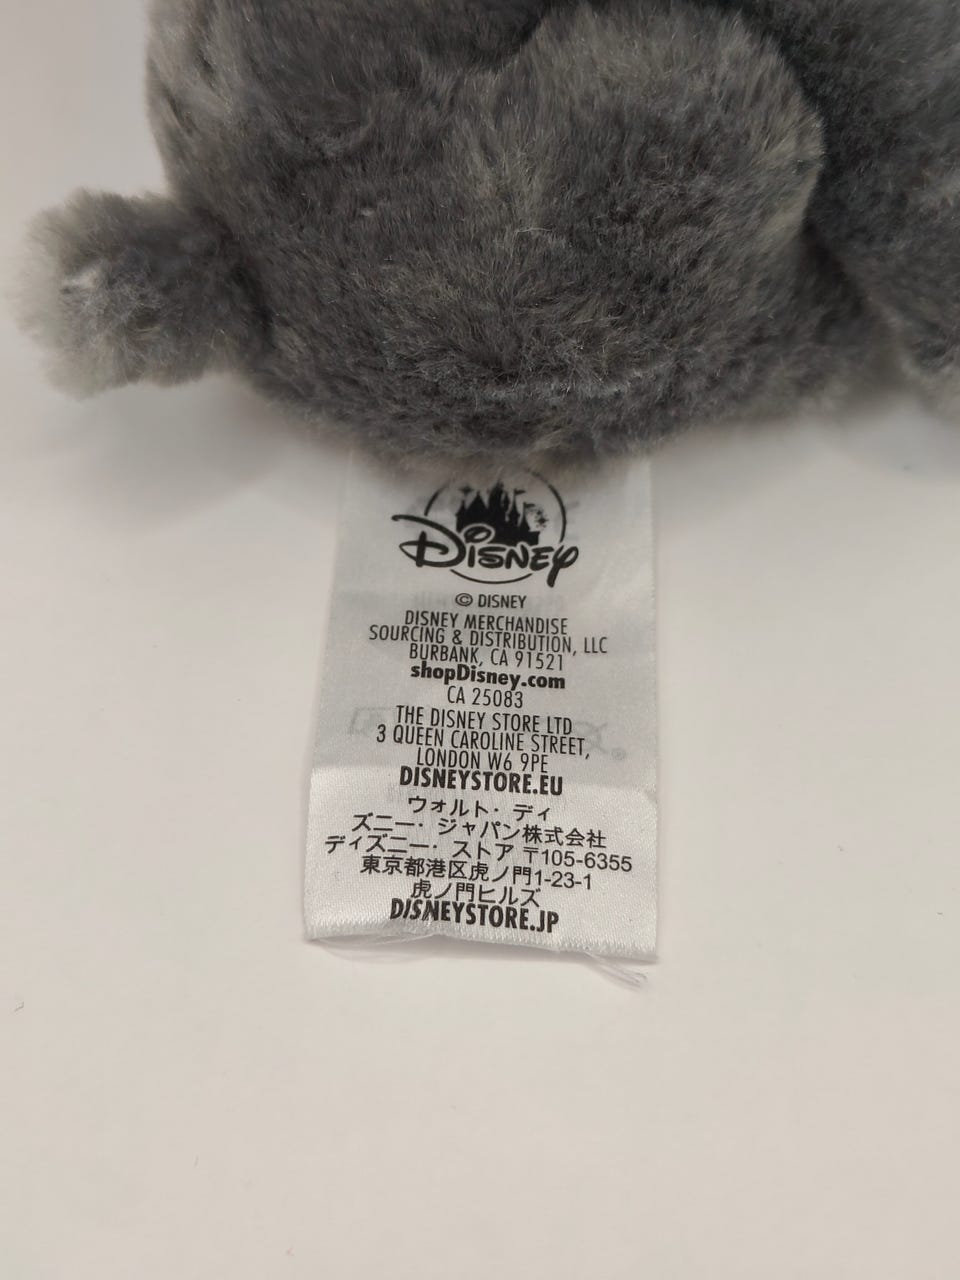 Disney
© DISNEY
DISNEY MERCHANDISE
SOURCING & DISTRIBUTION, LLC
BURBANK, CA 91521
shopDisney.com
CA 25083
THE DISNEY STORE LTD
3 QUEEN CAROLINE STREET,
LONDON W6 9PE
DISNEYSTORE.EU
ウォルト・ディ
ズニー・ジャパン株式会社
ディズニー・ストア 〒105-6355
東京都港区虎ノ門1-23-1
虎ノ門ヒルズ
DISNEYSTORE.JP